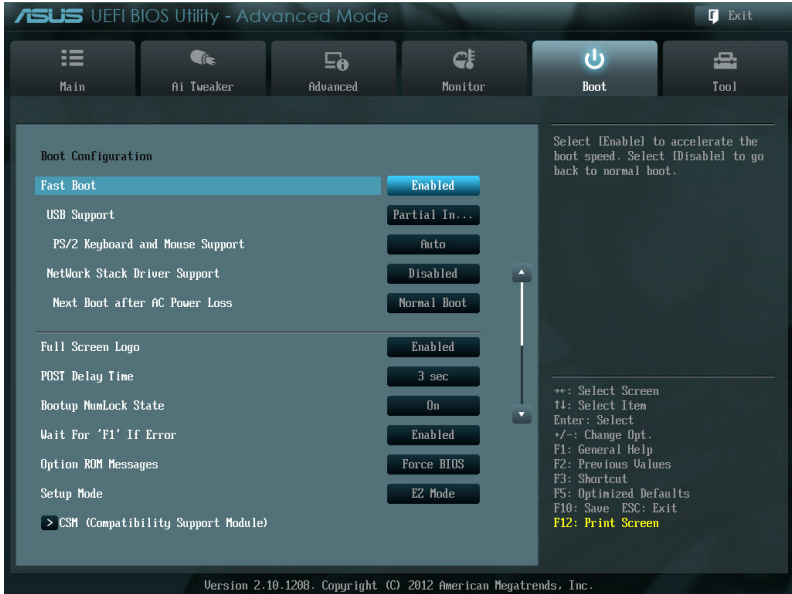 ASUS UEFI BIOS Utility - Advanced Mode
Exit
Main
Ai Tweaker
Advanced
Monitor
Boot
Tool
Boot Configuration
Fast Boot Enabled
USB Support Partial In...
PS/2 Keyboard and Mouse Support Auto
NetWork Stack Driver Support Disabled
Next Boot after AC Power Loss Normal Boot
Full Screen Logo Enabled
POST Delay Time 3 sec
Bootup NumLock State On
Wait For 'F1' If Error Enabled
Option ROM Messages Force BIOS
Setup Mode EZ Mode
> CSM (Compatibility Support Module)
Select [Enable] to accelerate the
boot speed. Select [Disable] to go
back to normal boot.
→←: Select Screen
↑↓: Select Item
Enter: Select
+/-: Change Opt.
F1: General Help
F2: Previous Values
F3: Shortcut
F5: Optimized Defaults
F10: Save ESC: Exit
F12: Print Screen
Version 2.10.1208. Copyright (C) 2012 American Megatrends, Inc.